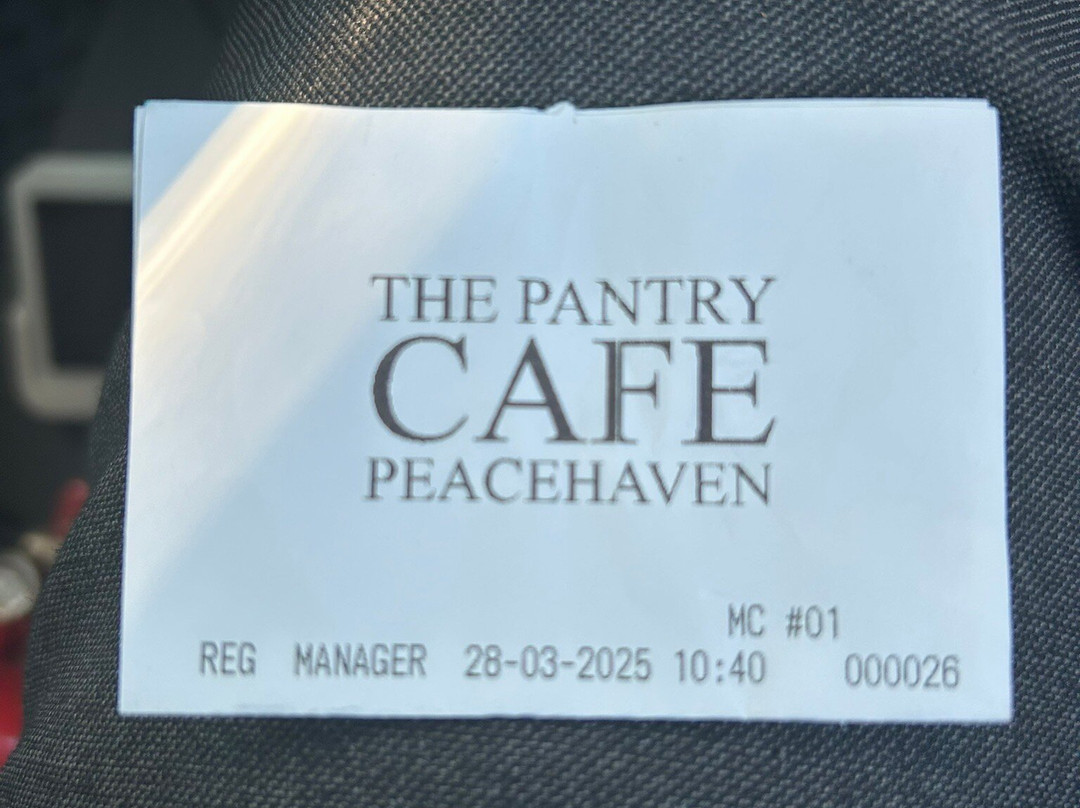 THE PANTRY
CAFE
PEACEHAVEN
MC #01
REG MANAGER 28-03-2025 10:40 000026